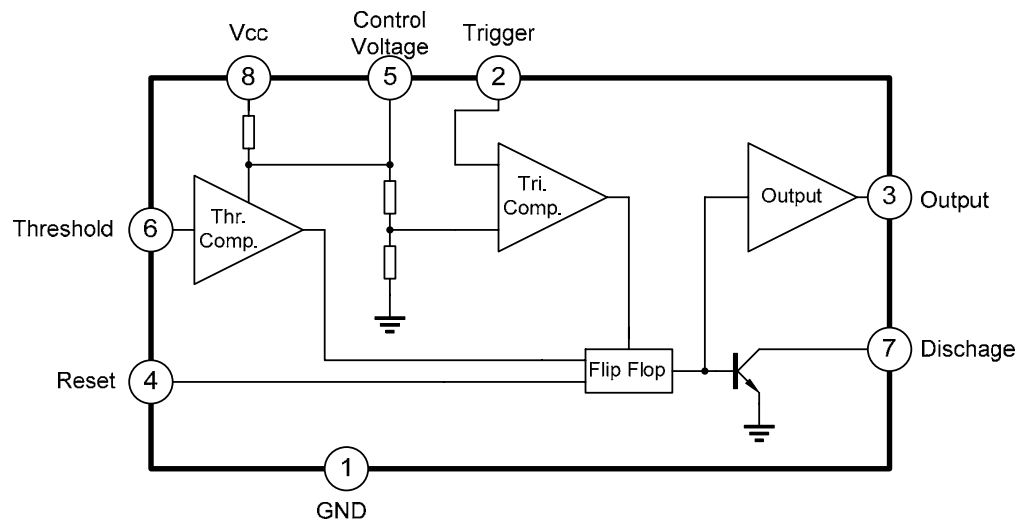 Vcc
Control
Voltage
Trigger
8
5
2
Thr.
Comp.
Tri.
Comp.
Output
3
Output
Threshold
6
Flip Flop
7
Dischage
Reset
4
1
GND